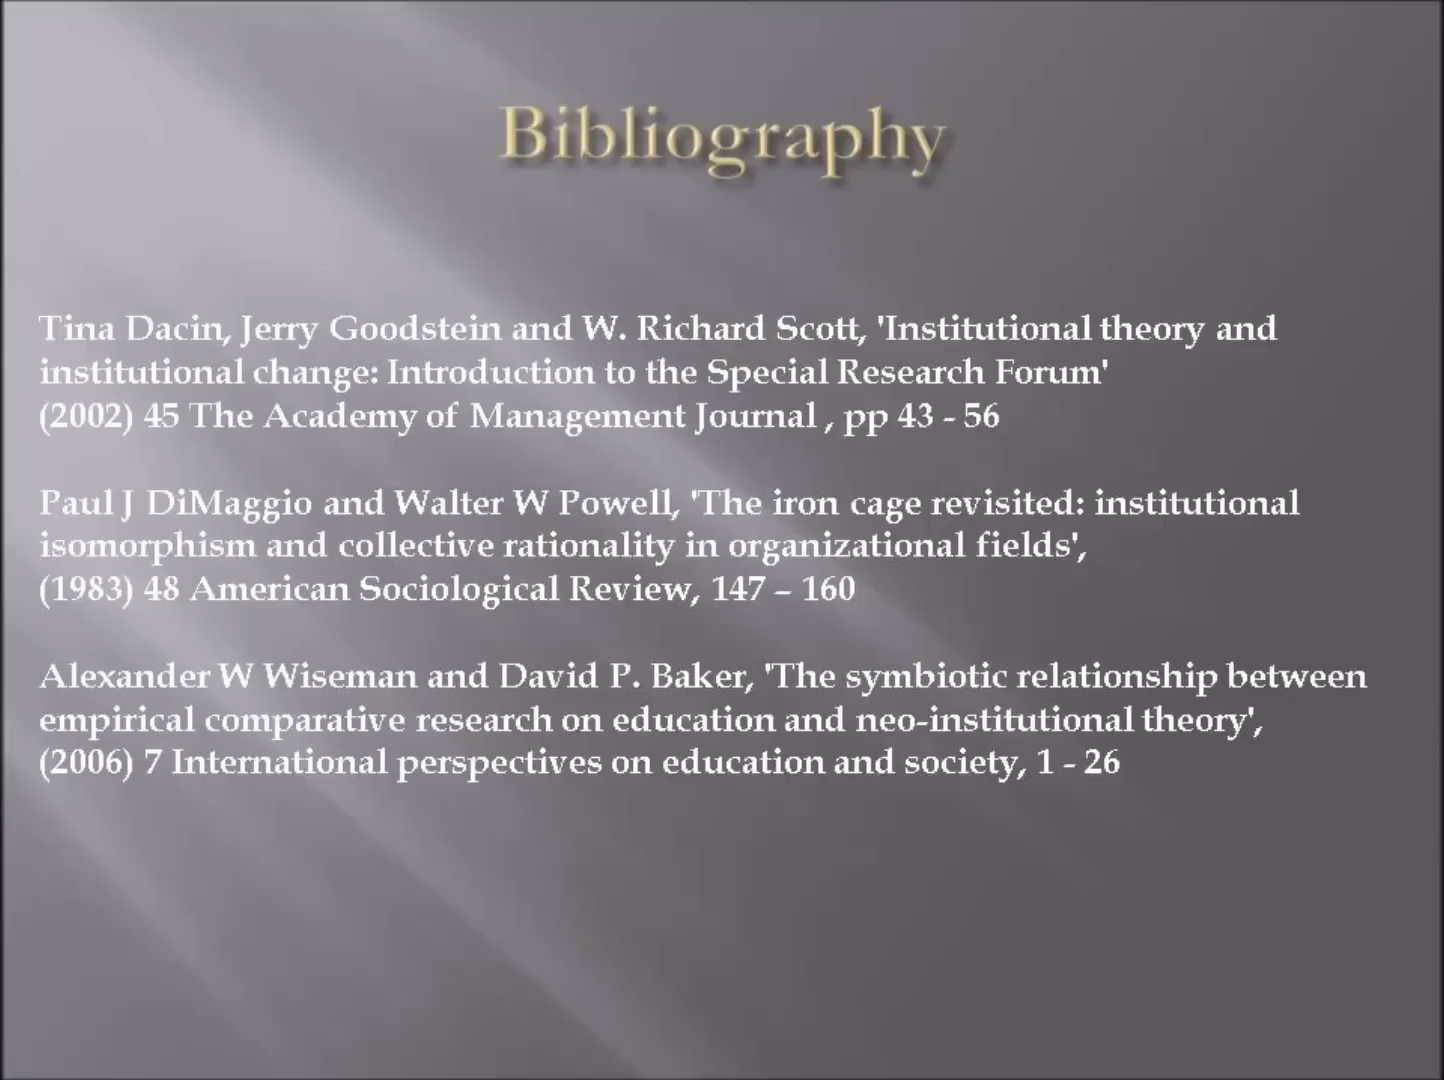 Bibliography
Tina Dacin, Jerry Goodstein and W. Richard Scott, 'Institutional theory and
institutional change: Introduction to the Special Research Forum'
(2002) 45 The Academy of Management Journal , pp 43 - 56
Paul J DiMaggio and Walter W Powell, 'The iron cage revisited: institutional
isomorphism and collective rationality in organizational fields',
(1983) 48 American Sociological Review, 147 – 160
Alexander W Wiseman and David P. Baker, 'The symbiotic relationship between
empirical comparative research on education and neo-institutional theory',
(2006) 7 International perspectives on education and society, 1 - 26